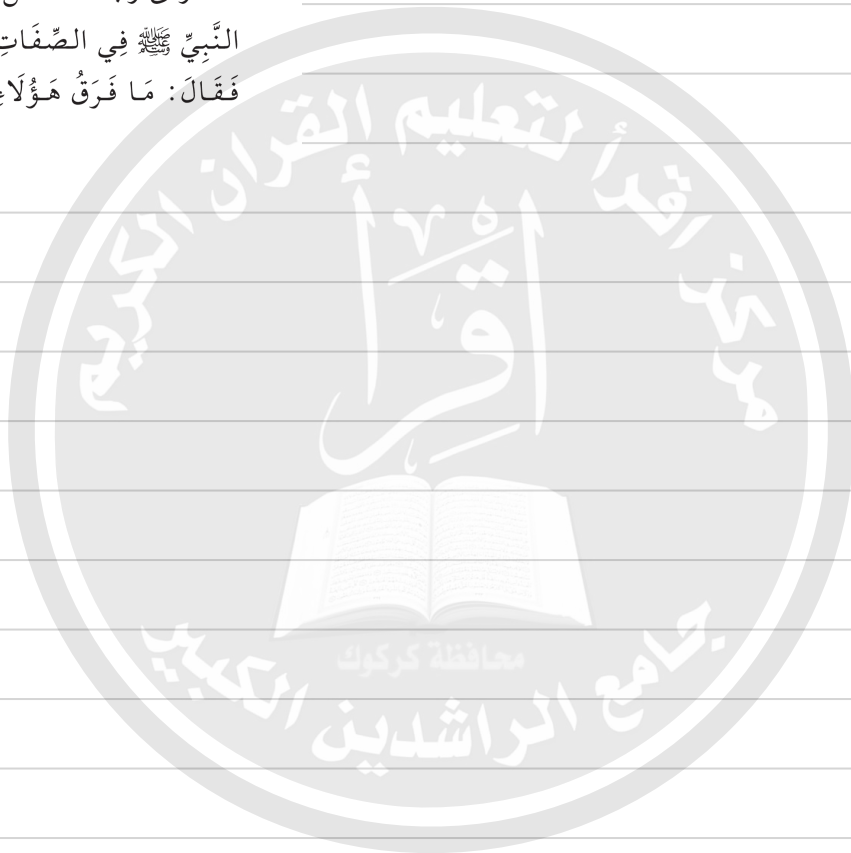 النَّبِيِّ ﷺ فِي الصِّفَاتِ
فَقَالَ: مَا فَرَقُ هَؤُلَاءِ
مركز اقرأ لتعليم القرآن الكريم
اقْرَأْ
محافظة كركوك
جامع الراشدين الكبير